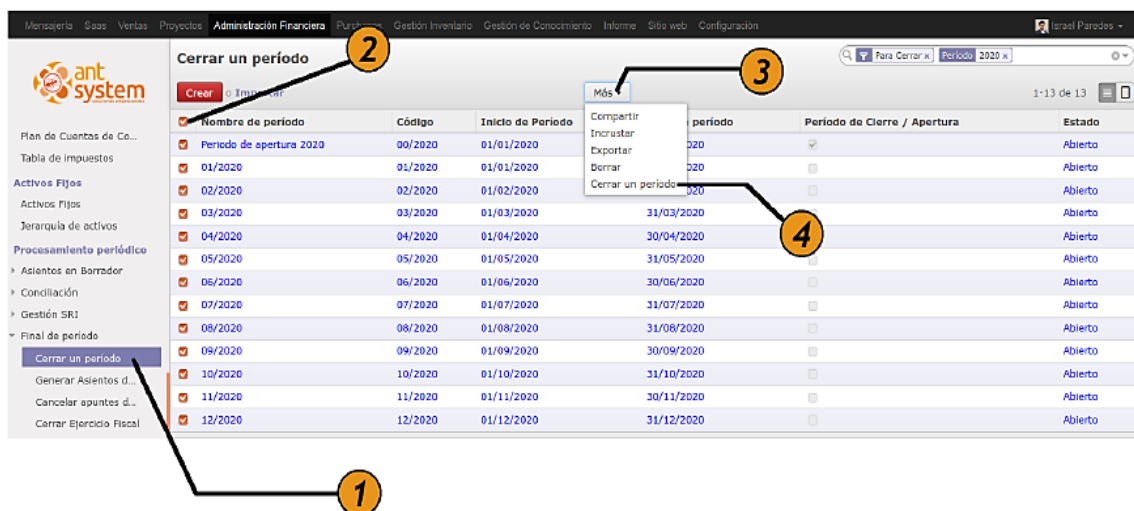 Mensajería Saas Ventas Proyectos Administración Financiera Gestión Inventario Gestión de Conocimiento Informe Sitio web Configuración Israel Paredes
ant system
Cerrar un período
2
Para Cerrar x Período 2020 x
Crear o Importar
Más
3
1-13 de 13
Compartir
Incrustar
Exportar
Borrar
Cerrar un período
4
Nombre de período Código Inicio de Período período Período de Cierre / Apertura Estado
Periodo de apertura 2020 00/2020 01/01/2020 020 Abierto
01/2020 01/2020 01/01/2020 020 Abierto
02/2020 02/2020 01/02/2020 020 Abierto
03/2020 03/2020 01/03/2020 31/03/2020 Abierto
04/2020 04/2020 01/04/2020 30/04/2020 Abierto
05/2020 05/2020 01/05/2020 31/05/2020 Abierto
06/2020 06/2020 01/06/2020 30/06/2020 Abierto
07/2020 07/2020 01/07/2020 31/07/2020 Abierto
08/2020 08/2020 01/08/2020 31/08/2020 Abierto
09/2020 09/2020 01/09/2020 30/09/2020 Abierto
10/2020 10/2020 01/10/2020 31/10/2020 Abierto
11/2020 11/2020 01/11/2020 30/11/2020 Abierto
12/2020 12/2020 01/12/2020 31/12/2020 Abierto
Plan de Cuentas de Co...
Tabla de impuestos
Activos Fijos
Activos Fijos
Jerarquía de activos
Procesamiento periódico
Asientos en Borrador
Conciliación
Gestión SRI
Final de período
Cerrar un período
Generar Asientos d...
Cancelar apuntes d...
Cerrar Ejercicio Fiscal
1